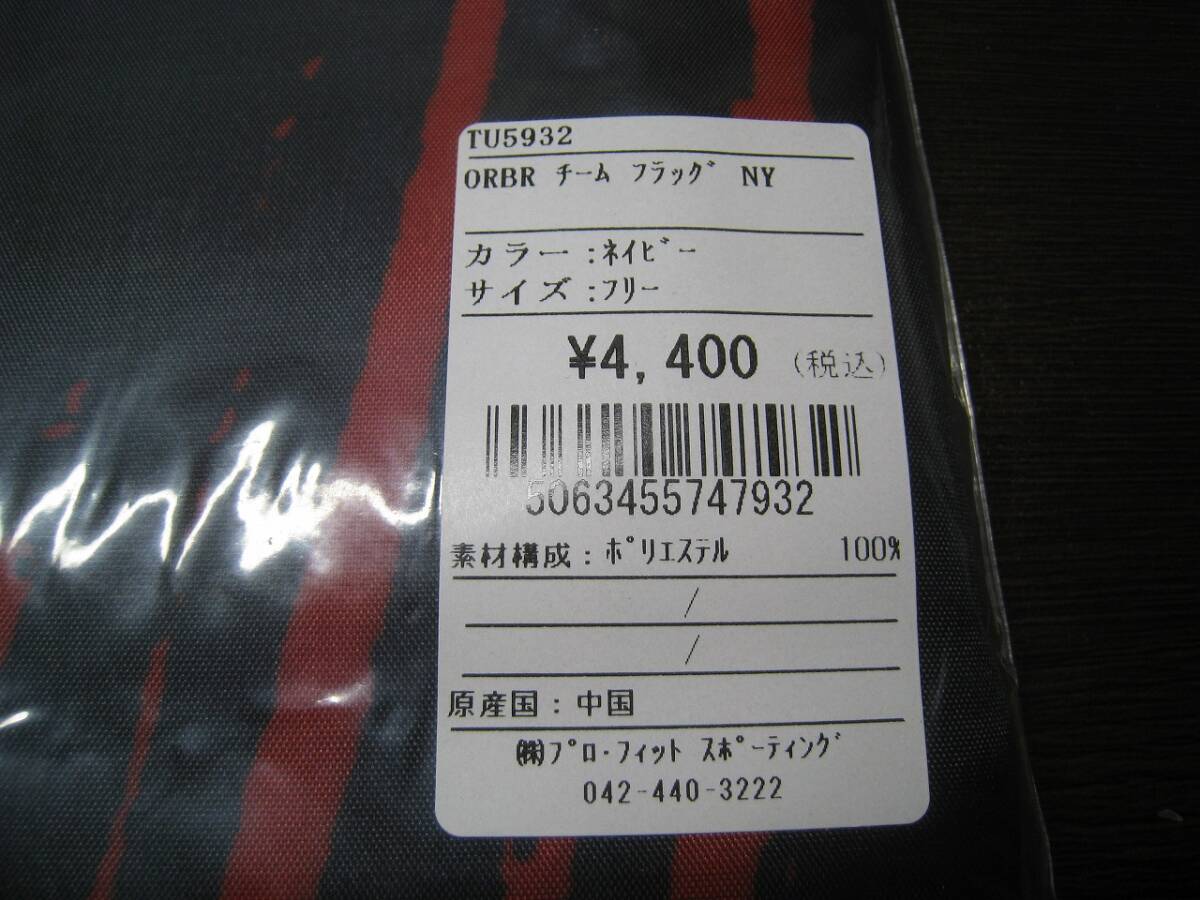 TU5932
ORBR ﾁｰﾑ ﾌﾗｯｸﾞ NY
カラー:ﾈｲﾋﾞｰ
サイズ:ﾌﾘｰ
¥4,400 (税込)
5063455747932
素材構成:ﾎﾟﾘｴｽﾃﾙ 100%
/
/
原産国:中国
㈱ﾌﾟﾛ･ﾌｨｯﾄ ｽﾎﾟｰﾃｨﾝｸﾞ
042-440-3222